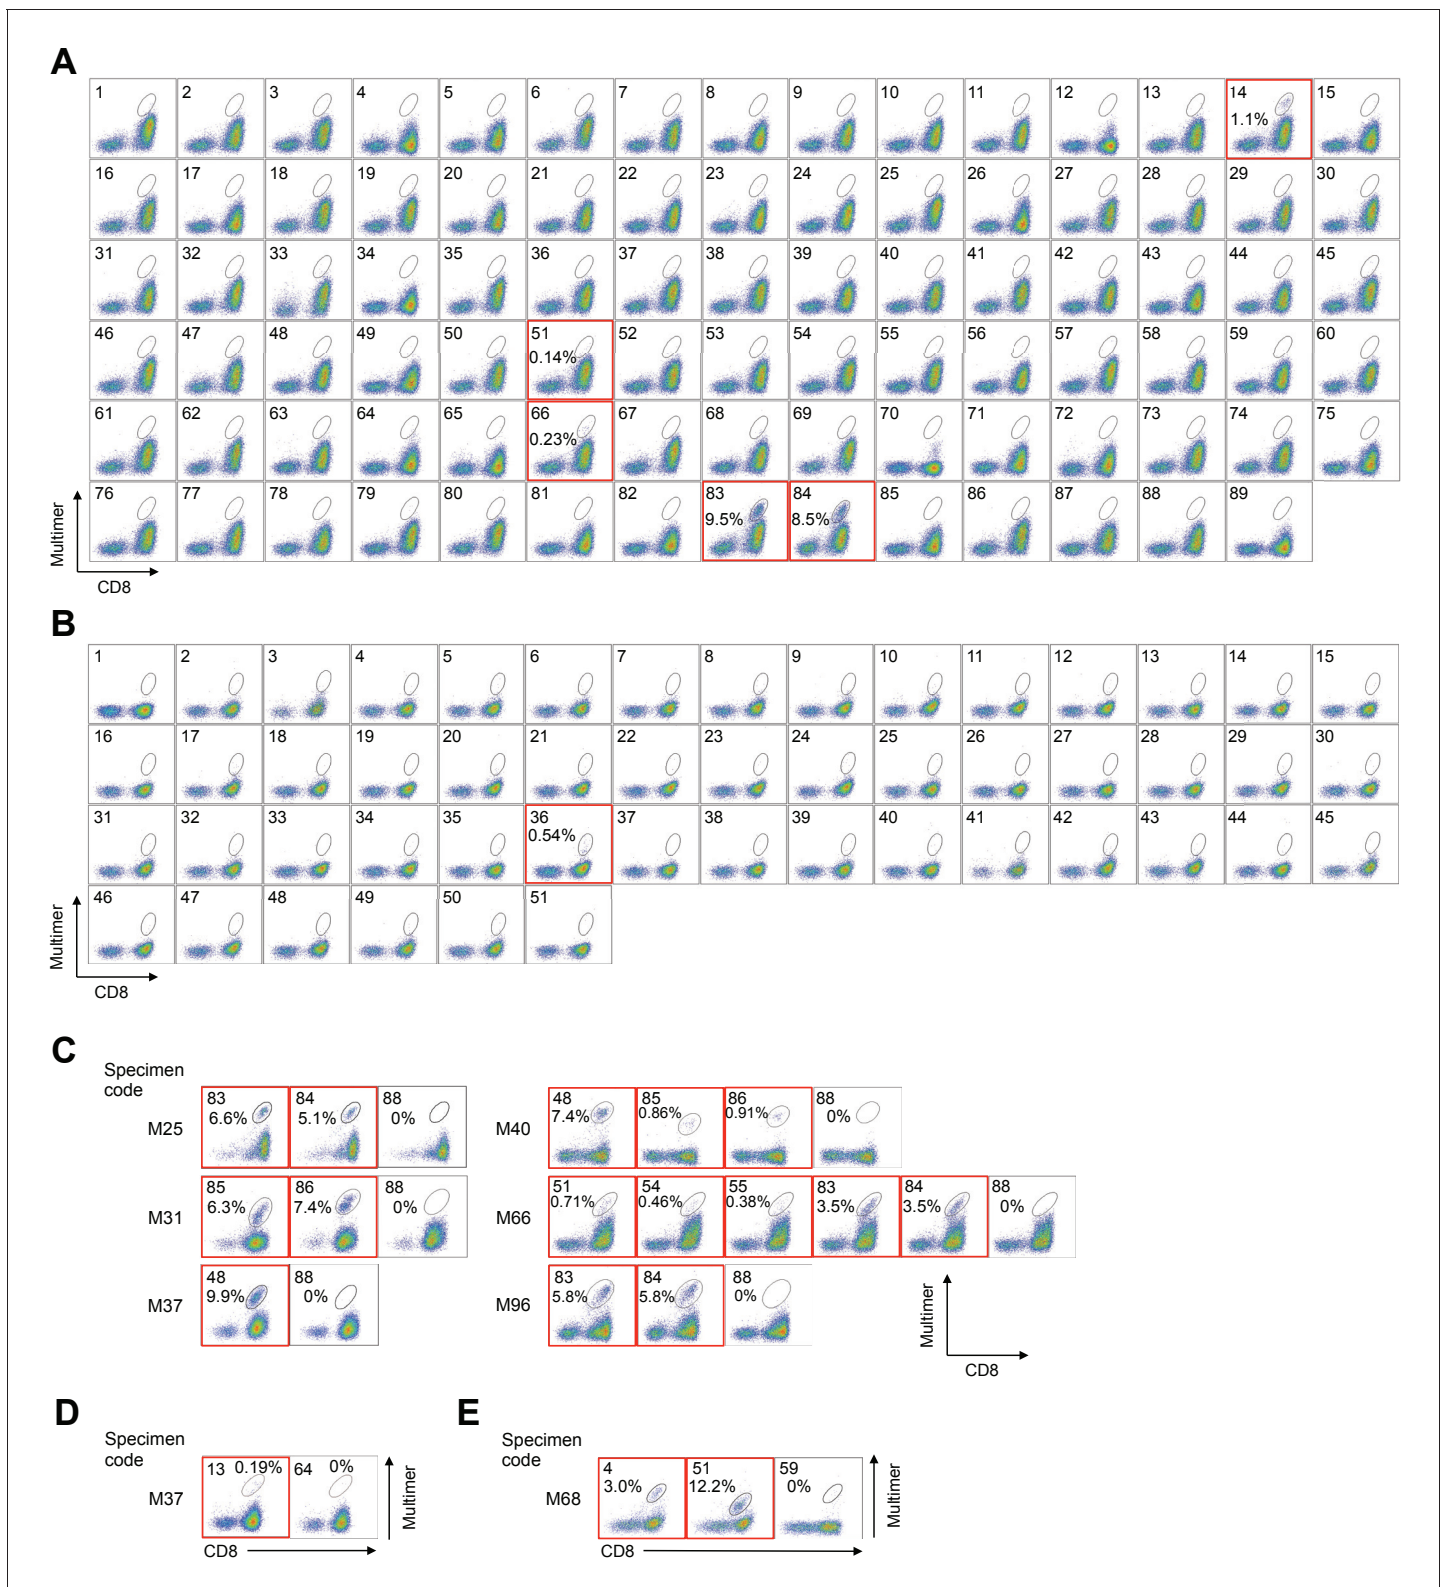 A
1 2 3 4 5 6 7 8 9 10 11 12 13 14 15
1.1%
16 17 18 19 20 21 22 23 24 25 26 27 28 29 30
31 32 33 34 35 36 37 38 39 40 41 42 43 44 45
46 47 48 49 50 51 52 53 54 55 56 57 58 59 60
0.14%
61 62 63 64 65 66 67 68 69 70 71 72 73 74 75
0.23%
76 77 78 79 80 81 82 83 84 85 86 87 88 89
9.5% 8.5%
Multimer
CD8
B
1 2 3 4 5 6 7 8 9 10 11 12 13 14 15
16 17 18 19 20 21 22 23 24 25 26 27 28 29 30
31 32 33 34 35 36 37 38 39 40 41 42 43 44 45
0.54%
46 47 48 49 50 51
Multimer
CD8
C
Specimen
code
M25
83 84 88
6.6% 5.1% 0%
M40
48 85 86 88
7.4% 0.86% 0.91% 0%
M31
85 86 88
6.3% 7.4% 0%
M66
51 54 55 83 84 88
0.71% 0.46% 0.38% 3.5% 3.5% 0%
M37
48 88
9.9% 0%
M96
83 84 88
5.8% 5.8% 0%
Multimer
CD8
D
Specimen
code
M37
13 0.19% 64 0%
Multimer
CD8
E
Specimen
code
M68
4 51 59
3.0% 12.2% 0%
Multimer
CD8